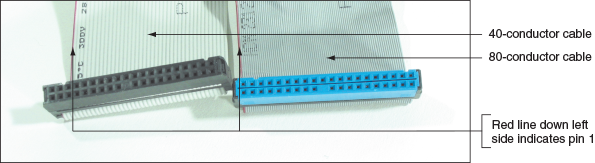 40-conductor cable
80-conductor cable
Red line down left
side indicates pin 1